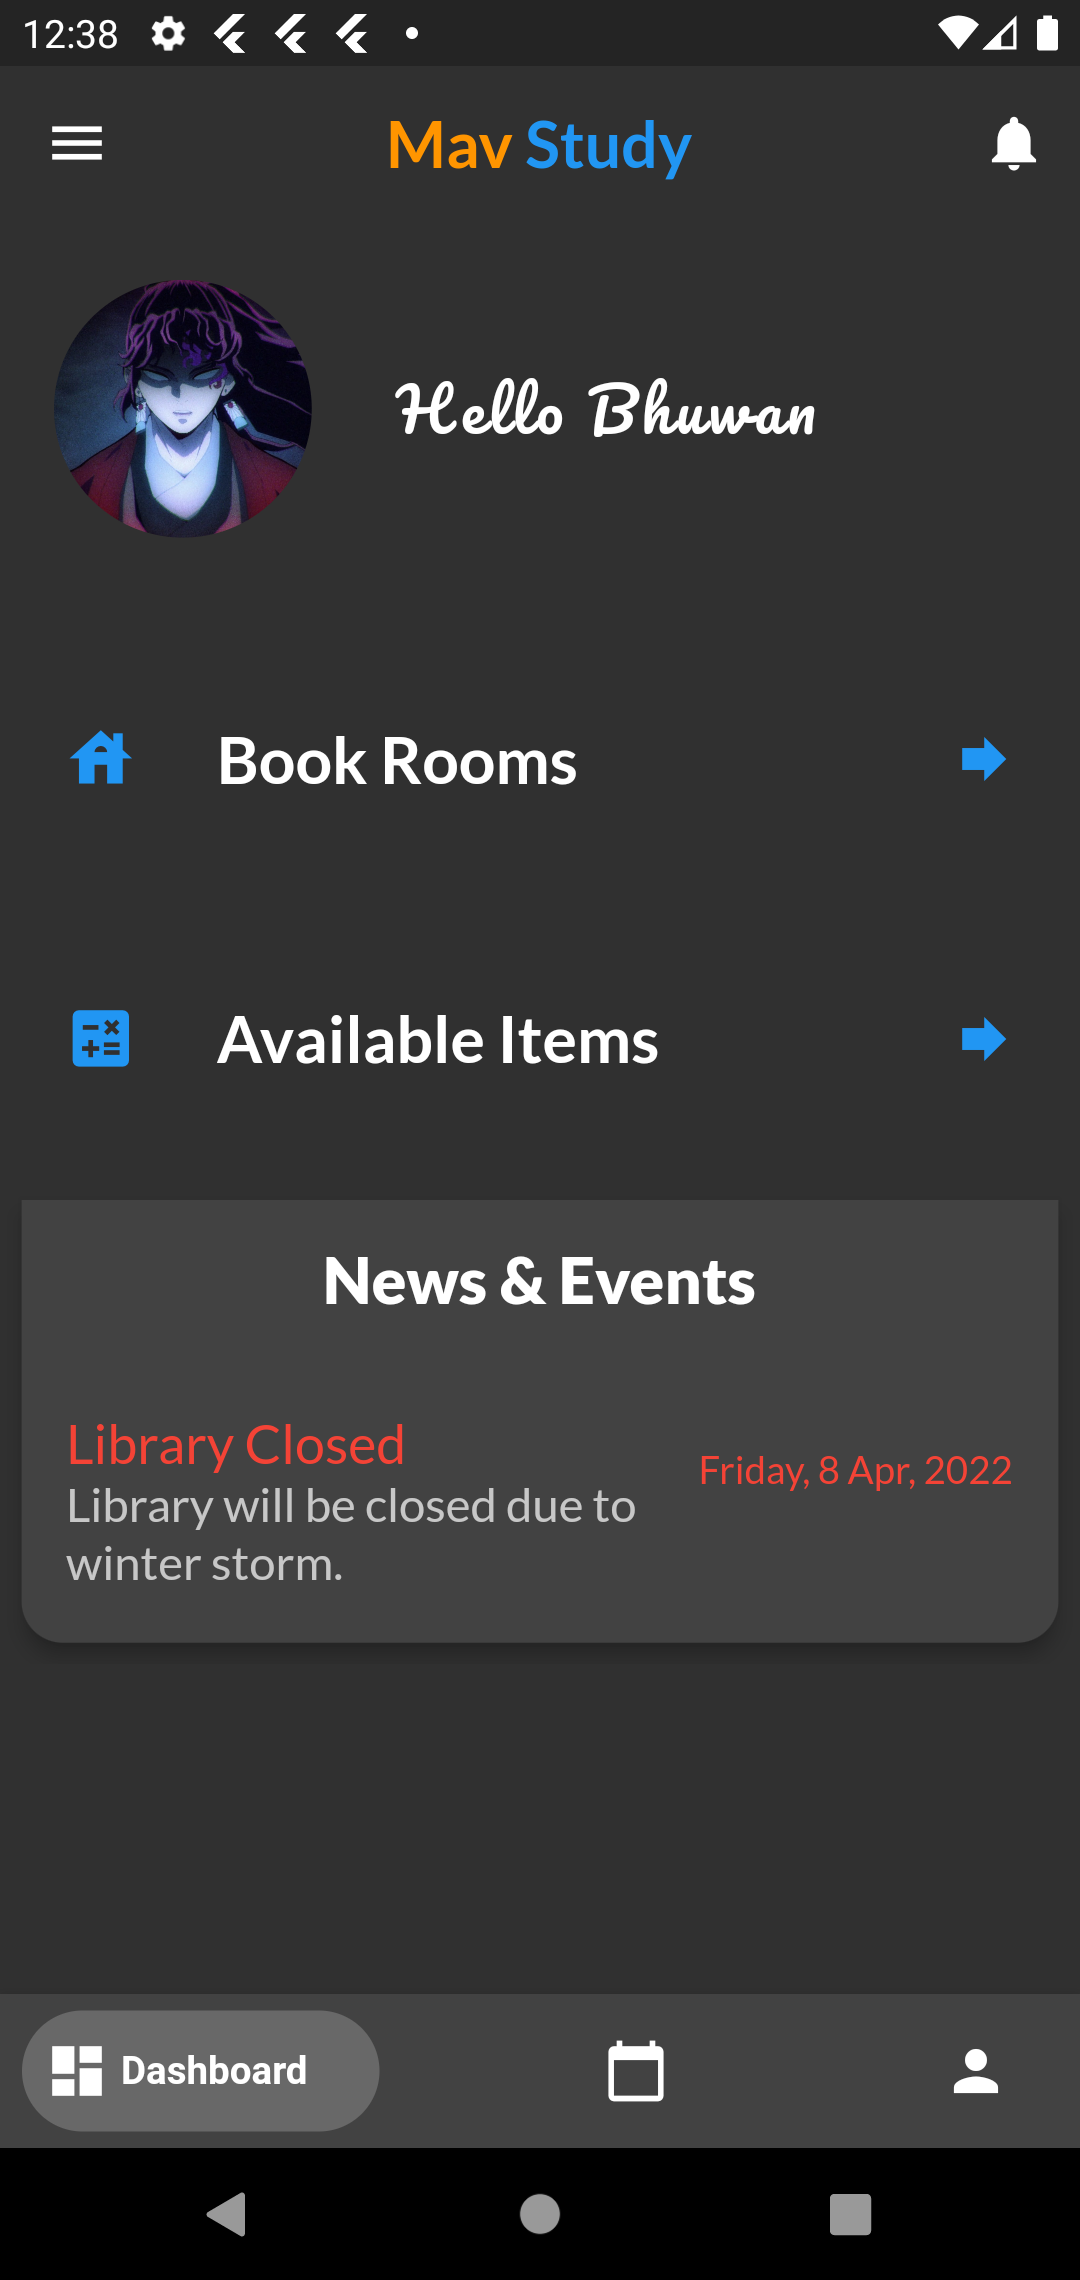 12:38
Mav Study
Hello Bhuwan
Book Rooms
Available Items
News & Events
Library Closed
Friday, 8 Apr, 2022
Library will be closed due to
winter storm.
Dashboard